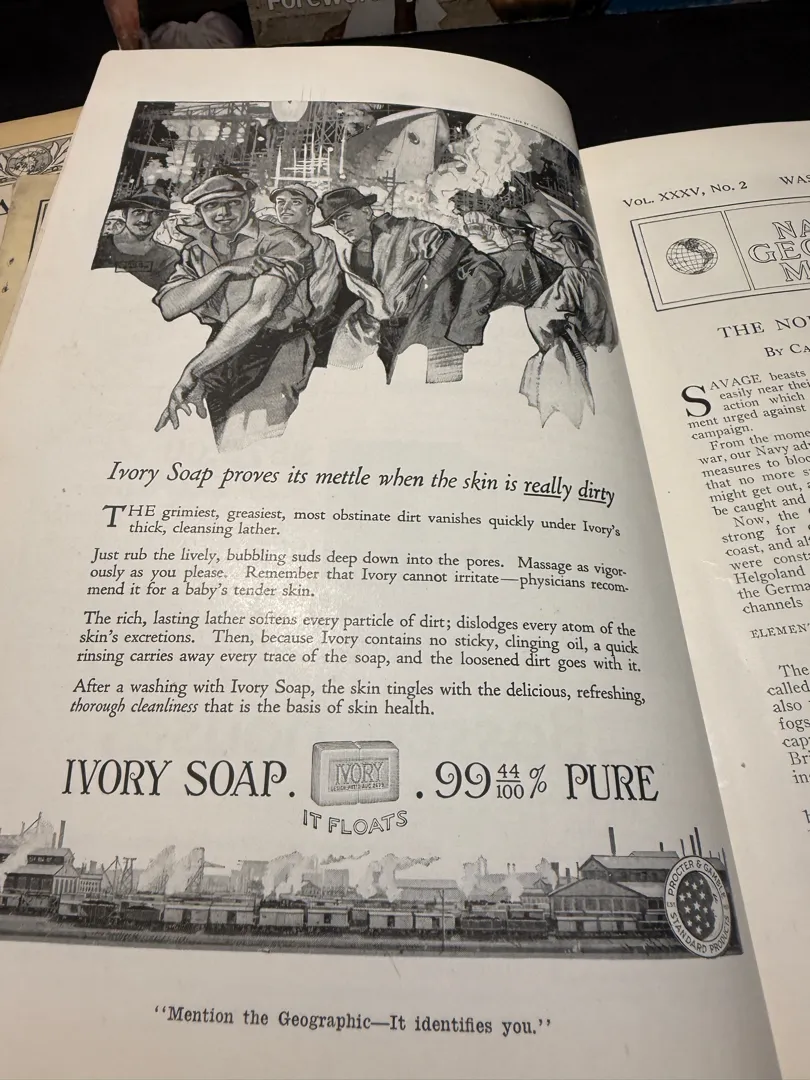 Ivory Soap proves its mettle when the skin is really dirty
THE grimiest, greasiest, most obstinate dirt vanishes quickly under Ivory's
thick, cleansing lather.
Just rub the lively, bubbling suds deep down into the pores. Massage as vigor-
ously as you please. Remember that Ivory cannot irritate—physicians recom-
mend it for a baby's tender skin.
The rich, lasting lather softens every particle of dirt; dislodges every atom of the
skin's excretions. Then, because Ivory contains no sticky, clinging oil, a quick
rinsing carries away every trace of the soap, and the loosened dirt goes with it.
After a washing with Ivory Soap, the skin tingles with the delicious, refreshing,
thorough cleanliness that is the basis of skin health.
IVORY SOAP. IVORY . 99 44/100 % PURE
IT FLOATS
PROCTER & GAMBLE
STANDARD PRODUCTS
"Mention the Geographic—It identifies you."
VOL. XXXV, No. 2 WAS
NA
GEO
M
THE NO
By CA
SAVAGE beasts
easily near thei
action which
ment urged against
campaign.
From the mome
war, our Navy ad
measures to bloc
that no more s
might get out, a
be caught and
Now, the
strong for
coast, and al
were const
Helgoland
the Germa
channels
ELEMEN
The
called
also
fogs
cap
Bri
in